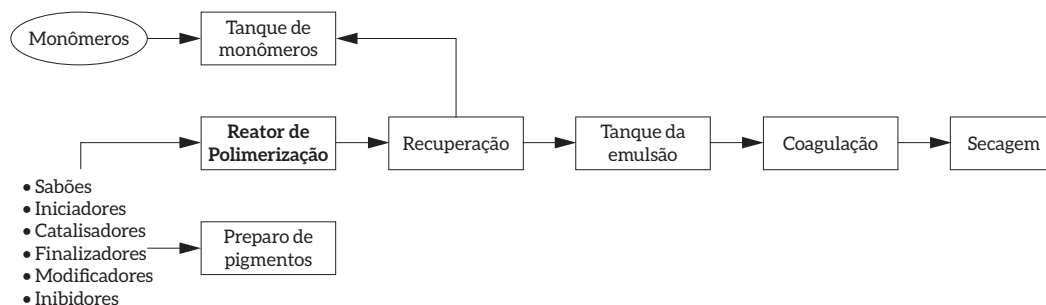 Monômeros
Tanque de
monômeros
Reator de
Polimerização
Recuperação
Tanque da
emulsão
Coagulação
Secagem
• Sabões
• Iniciadores
• Catalisadores
• Finalizadores
• Modificadores
• Inibidores
Preparo de
pigmentos